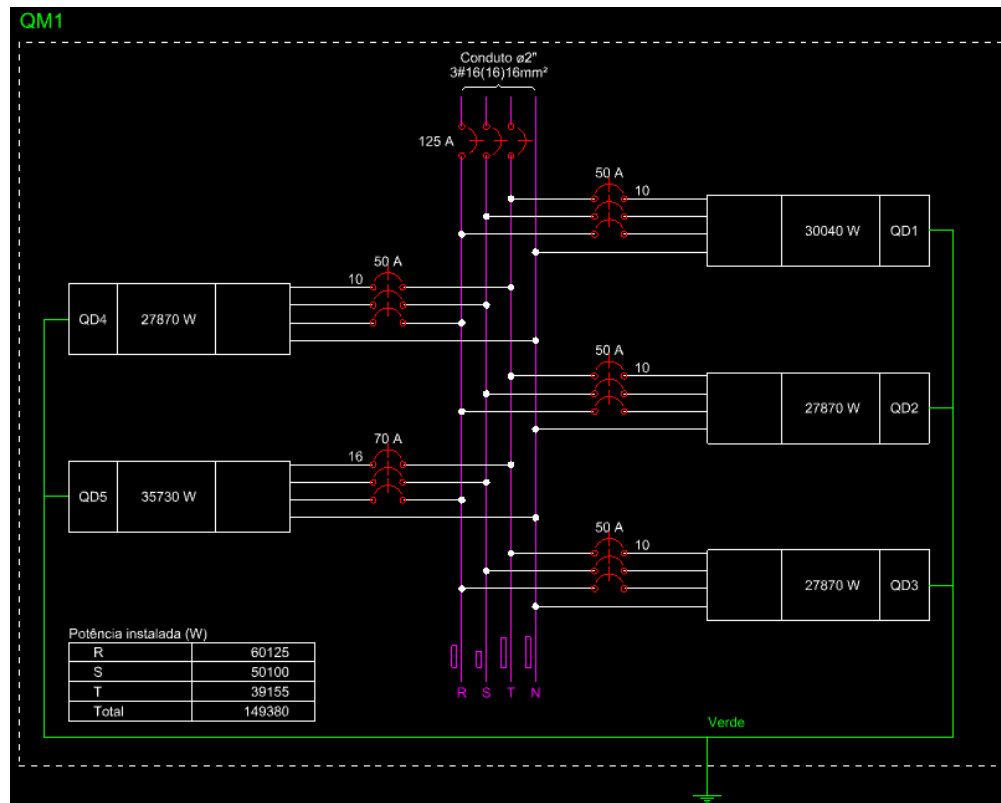 QM1
Conduto ø2"
3#16(16)16mm²
125 A
50 A
10
30040 W
QD1
50 A
10
QD4
27870 W
50 A
10
27870 W
QD2
70 A
16
QD5
35730 W
50 A
10
27870 W
QD3
Potência instalada (W)
R 60125
S 50100
T 39155
Total 149380
R S T N
Verde